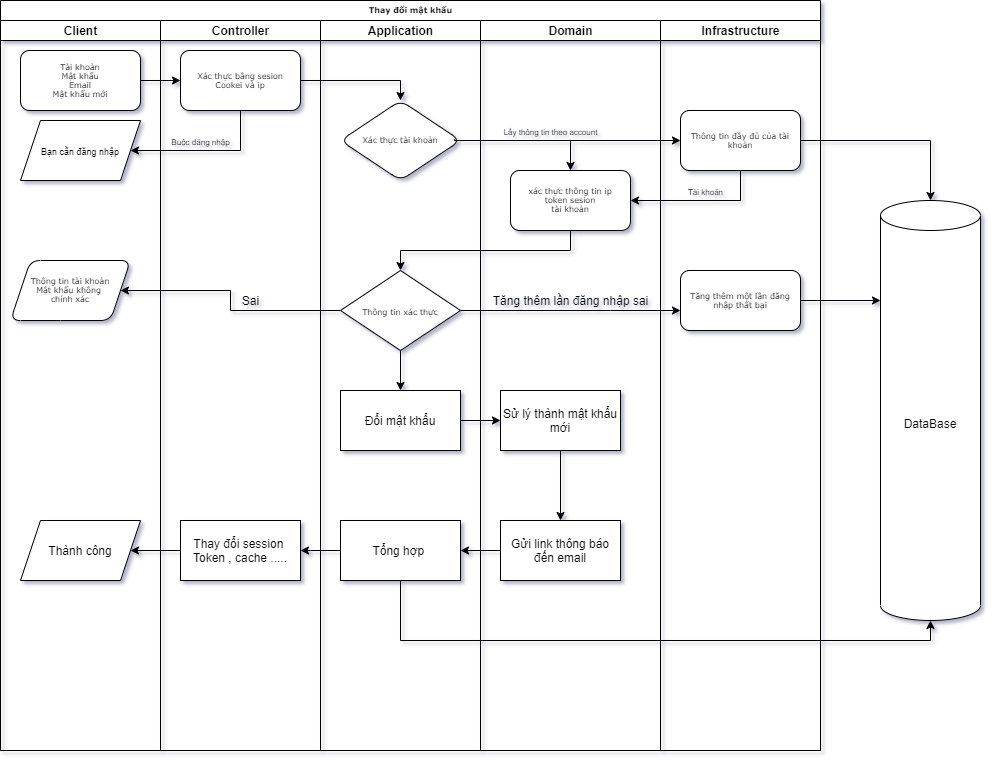 Thay đổi mật khẩu
Client
Controller
Application
Domain
Infrastructure
Tài khoản
Mật khẩu
Email
Mật khẩu mới
Xác thực bằng sesion
Cookei và ip
Xác thực tài khoản
Lấy thông tin theo account
Thông tin đầy đủ của tài
khoản
Buộc đăng nhập
Bạn cần đăng nhập
xác thực thông tin ip
token sesion
tài khoản
Tài khoản
Thông tin tài khoản
Mật khẩu không
chính xác
Sai
Thông tin xác thực
Tăng thêm lần đăng nhập sai
Tăng thêm một lần đăng
nhập thất bại
DataBase
Đổi mật khẩu
Sử lý thành mật khẩu
mới
Thành công
Thay đổi session
Token , cache .....
Tổng hợp
Gửi link thông báo
đến email